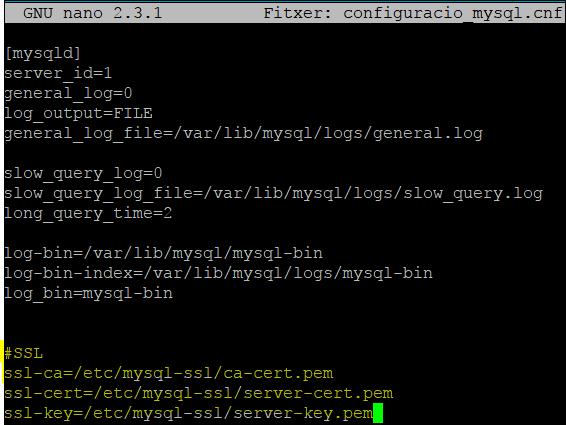 GNU nano 2.3.1 Fitxer: configuracio_mysql.cnf
[mysqld]
server_id=1
general_log=0
log_output=FILE
general_log_file=/var/lib/mysql/logs/general.log
slow_query_log=0
slow_query_log_file=/var/lib/mysql/logs/slow_query.log
long_query_time=2
log-bin=/var/lib/mysql/mysql-bin
log-bin-index=/var/lib/mysql/logs/mysql-bin
log_bin=mysql-bin
#SSL
ssl-ca=/etc/mysql-ssl/ca-cert.pem
ssl-cert=/etc/mysql-ssl/server-cert.pem
ssl-key=/etc/mysql-ssl/server-key.pem